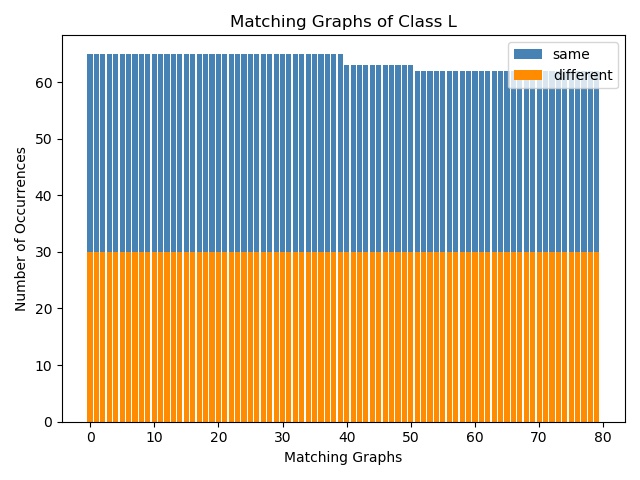 Matching Graphs of Class L
same
different
Number of Occurrences
60
50
40
30
20
10
0
0 10 20 30 40 50 60 70 80
Matching Graphs